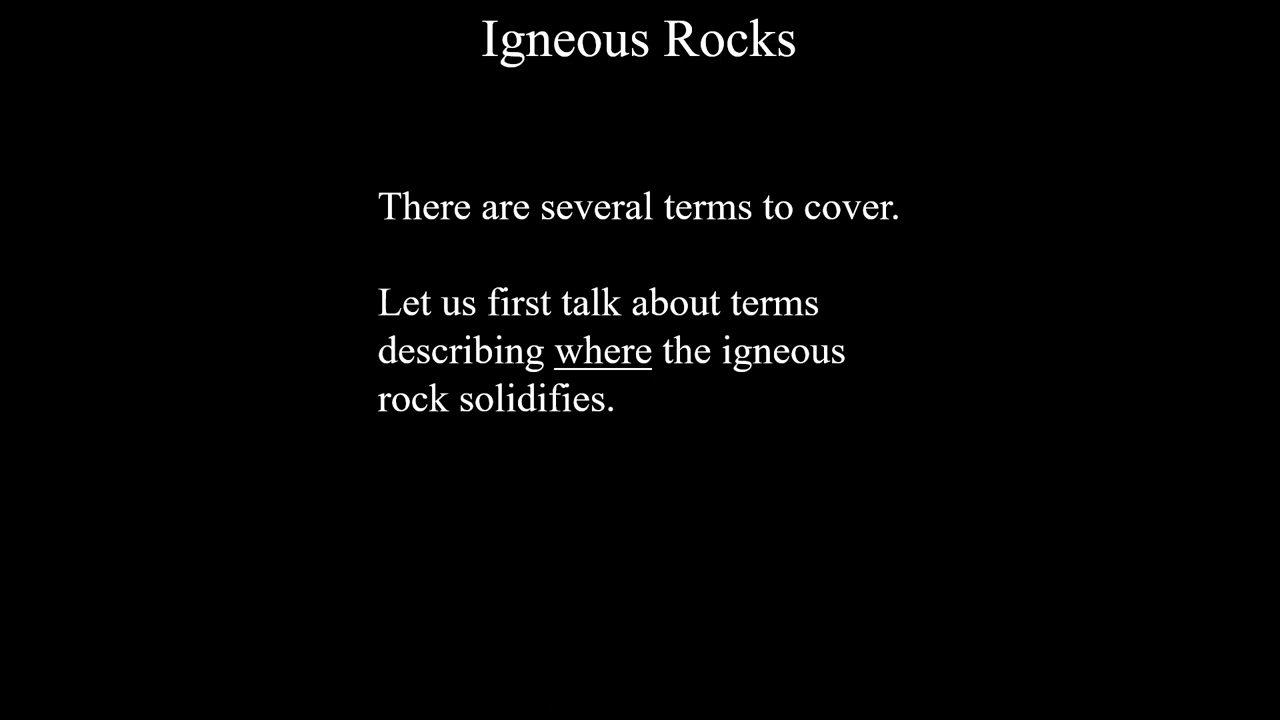 Igneous Rocks
There are several terms to cover.
Let us first talk about terms
describing where the igneous
rock solidifies.